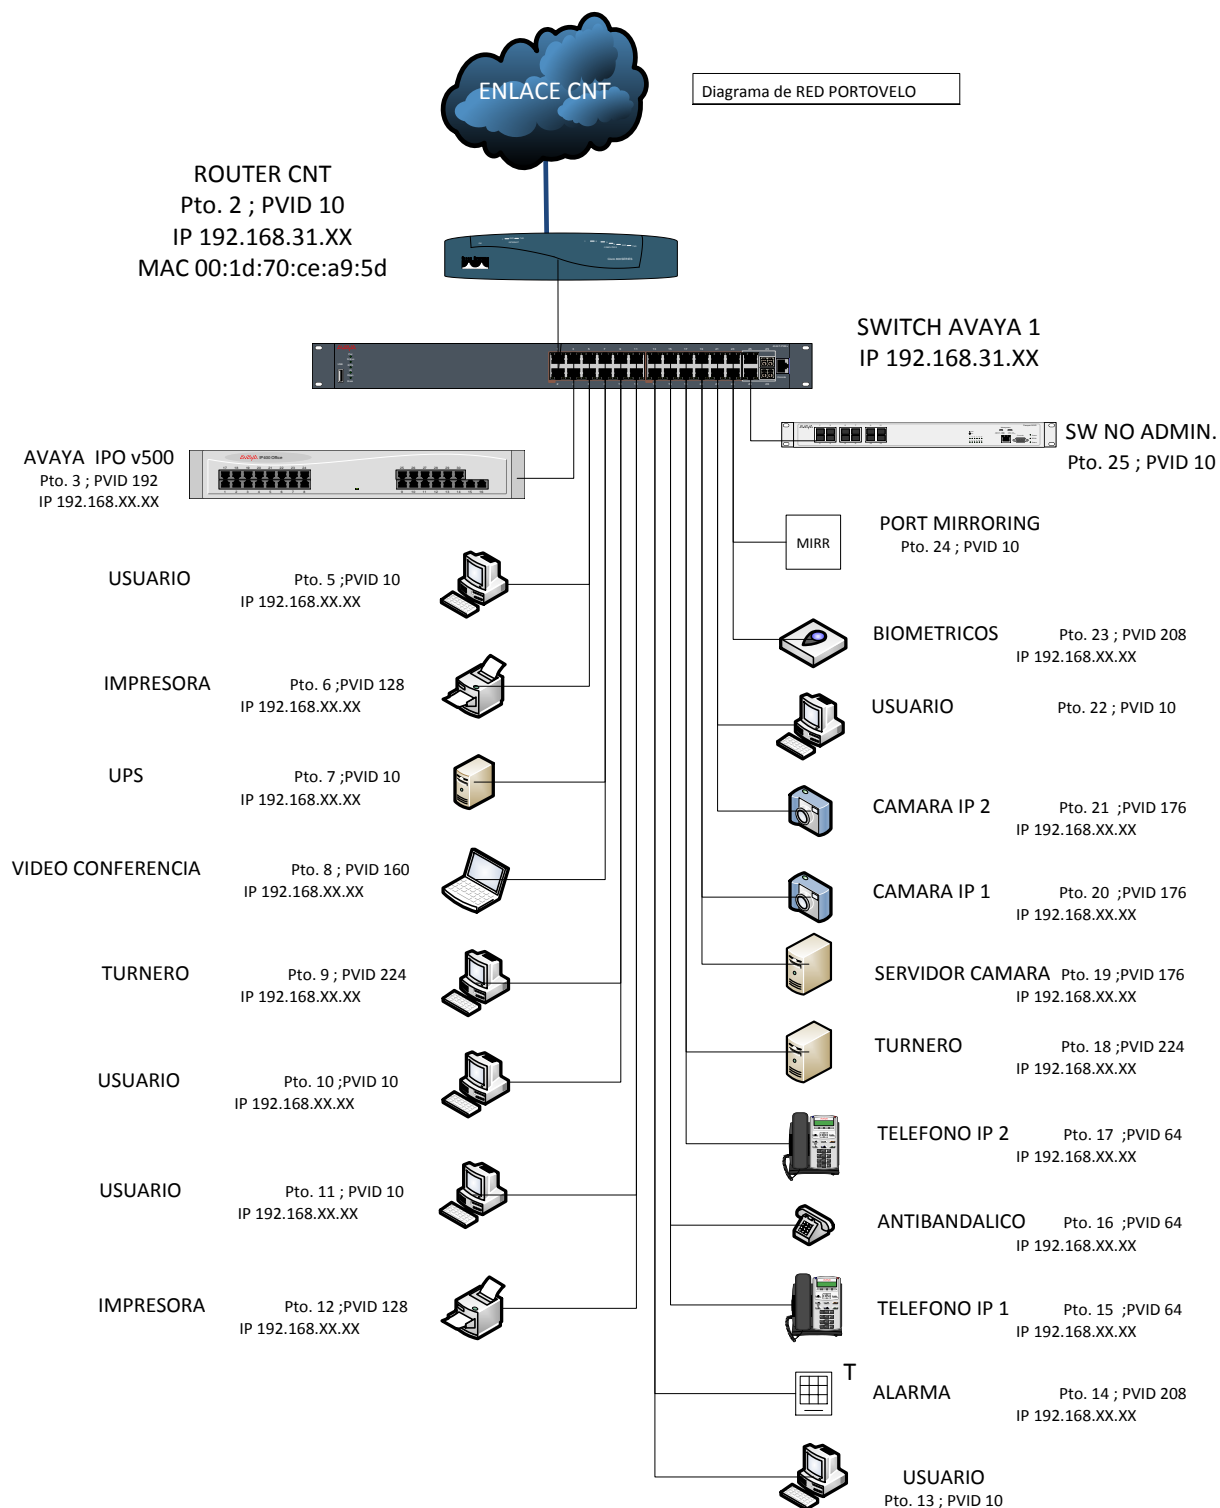 ENLACE CNT
Diagrama de RED PORTOVELO
ROUTER CNT
Pto. 2 ; PVID 10
IP 192.168.31.XX
MAC 00:1d:70:ce:a9:5d
SWITCH AVAYA 1
IP 192.168.31.XX
SW NO ADMIN.
Pto. 25 ; PVID 10
AVAYA IPO v500
Pto. 3 ; PVID 192
IP 192.168.XX.XX
PORT MIRRORING
Pto. 24 ; PVID 10
MIRR
USUARIO Pto. 5 ;PVID 10
IP 192.168.XX.XX
BIOMETRICOS Pto. 23 ; PVID 208
IP 192.168.XX.XX
IMPRESORA Pto. 6 ;PVID 128
IP 192.168.XX.XX
USUARIO Pto. 22 ; PVID 10
UPS Pto. 7 ;PVID 10
IP 192.168.XX.XX
CAMARA IP 2 Pto. 21 ;PVID 176
IP 192.168.XX.XX
VIDEO CONFERENCIA Pto. 8 ; PVID 160
IP 192.168.XX.XX
CAMARA IP 1 Pto. 20 ;PVID 176
IP 192.168.XX.XX
TURNERO Pto. 9 ; PVID 224
IP 192.168.XX.XX
SERVIDOR CAMARA Pto. 19 ;PVID 176
IP 192.168.XX.XX
TURNERO Pto. 18 ;PVID 224
IP 192.168.XX.XX
USUARIO Pto. 10 ;PVID 10
IP 192.168.XX.XX
TELEFONO IP 2 Pto. 17 ;PVID 64
IP 192.168.XX.XX
USUARIO Pto. 11 ; PVID 10
IP 192.168.XX.XX
ANTIBANDALICO Pto. 16 ;PVID 64
IP 192.168.XX.XX
IMPRESORA Pto. 12 ;PVID 128
IP 192.168.XX.XX
TELEFONO IP 1 Pto. 15 ;PVID 64
IP 192.168.XX.XX
T
ALARMA Pto. 14 ; PVID 208
IP 192.168.XX.XX
USUARIO
Pto. 13 ; PVID 10